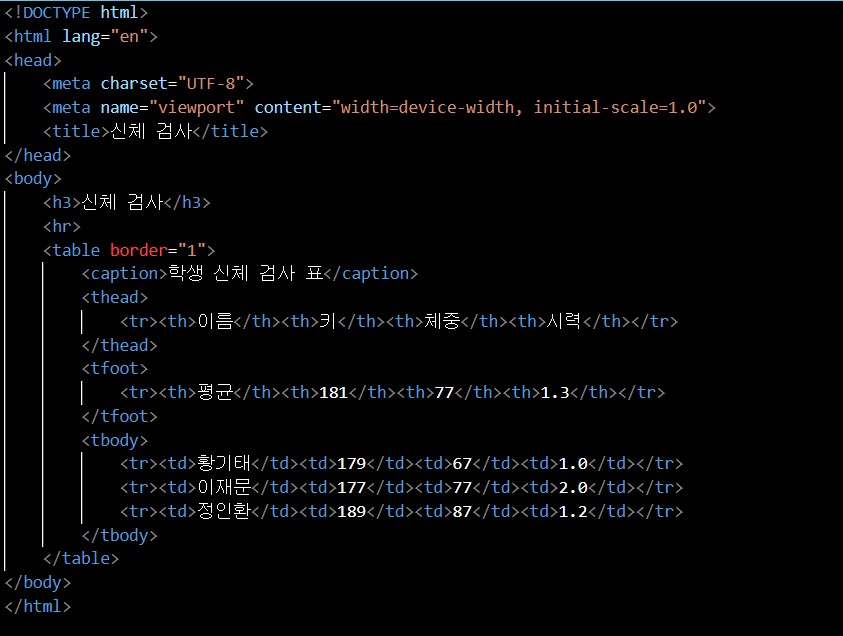 <!DOCTYPE html>
<html lang="en">
<head>
    <meta charset="UTF-8">
    <meta name="viewport" content="width=device-width, initial-scale=1.0">
    <title>신체 검사</title>
</head>
<body>
    <h3>신체 검사</h3>
    <hr>
    <table border="1">
        <caption>학생 신체 검사 표</caption>
        <thead>
            <tr><th>이름</th><th>키</th><th>체중</th><th>시력</th></tr>
        </thead>
        <tfoot>
            <tr><th>평균</th><th>181</th><th>77</th><th>1.3</th></tr>
        </tfoot>
        <tbody>
            <tr><td>황기태</td><td>179</td><td>67</td><td>1.0</td></tr>
            <tr><td>이재문</td><td>177</td><td>77</td><td>2.0</td></tr>
            <tr><td>정인환</td><td>189</td><td>87</td><td>1.2</td></tr>
        </tbody>
    </table>
</body>
</html>